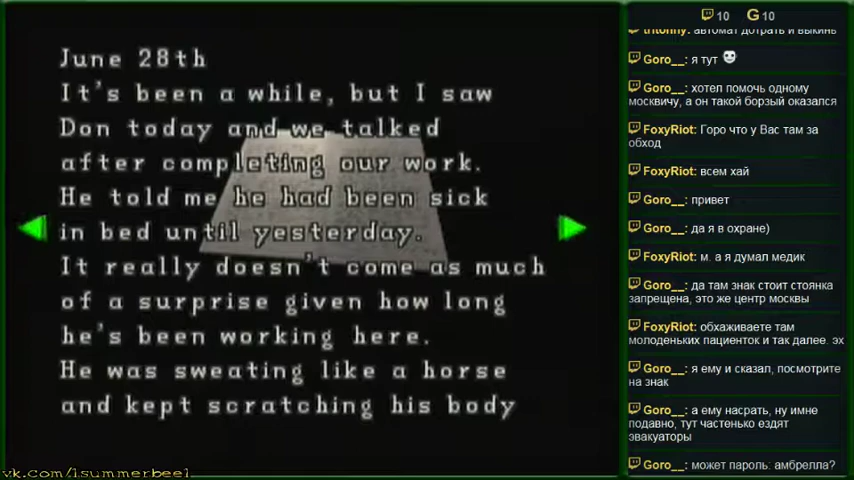 June 28th
It's been a while, but I saw
Don today and we talked
after completing our work.
He told me he had been sick
in bed until yesterday.
It really doesn't come as much
of a surprise given how long
he's been working here.
He was sweating like a horse
and kept scratching his body
vk.com/1summerbee1
10 G 10
tritonny: автомат дотрать и выкинь
Goro__: я тут
Goro__: хотел помочь одному
москвичу, а он такой борзый оказался
FoxyRiot: Горо что у Вас там за
обход
FoxyRiot: всем хай
Goro__: привет
Goro__: да я в охране)
FoxyRiot: м. а я думал медик
Goro__: да там знак стоит стоянка
запрещена, это же центр москвы
FoxyRiot: обхаживаете там
молоденьких пациенток и так далее. эх
Goro__: я ему и сказал, посмотрите
на знак
Goro__: а ему насрать, ну имне
подавно, тут частенько ездят
эвакуаторы
Goro__: может пароль: амбрелла?